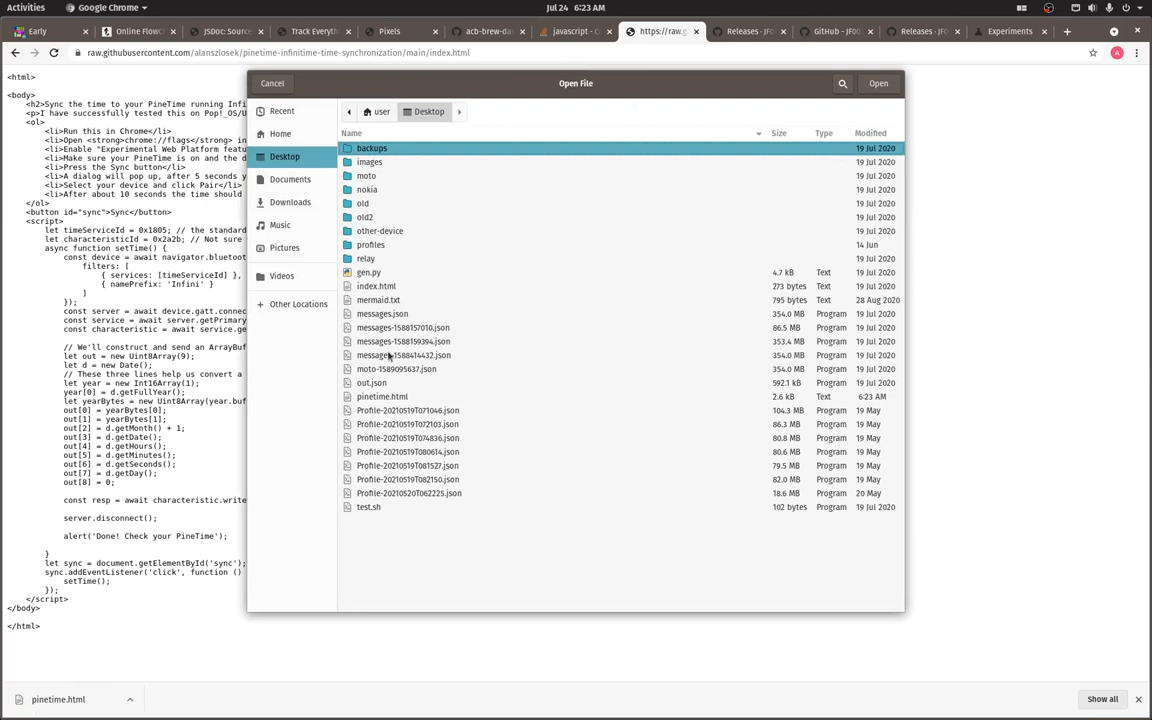 Activities Google Chrome Jul 24 6:23 AM
Early
Online FlowC
JSDoc: Source
Track Everyth
Pixels
acb-brew-da
javascript - C
https://raw.g
Releases · JF0
GitHub - JF00
Releases · JF0
Experiments
raw.githubusercontent.com/alanszlosek/pinetime-infinitime-time-synchronization/main/index.html
A
<html>
<body>
<h2>Sync the time to your PineTime running Infi
<p>I have successfully tested this on Pop!_OS/U
<ol>
<li>Run this in Chrome</li>
<li>Open <strong>chrome://flags</strong> in
<li>Enable "Experimental Web Platform featu
<li>Make sure your PineTime is on and the d
<li>Press the Sync button</li>
<li>A dialog will pop up, after 5 seconds y
<li>Select your device and click Pair</li>
<li>After about 10 seconds the time should
</ol>
<button id="sync">Sync</button>
<script>
let timeServiceId = 0x1805; // the standard
let characteristicId = 0x2a2b; // Not sure
async function setTime() {
const device = await navigator.bluetoot
filters: [
{ services: [timeServiceId] },
{ namePrefix: 'Infini' }
]
});
const server = await device.gatt.connec
const service = await server.getPrimary
const characteristic = await service.ge
// We'll construct and send an ArrayBuf
let out = new Uint8Array(9);
let d = new Date();
// These three lines help us convert a
let year = new Int16Array(1);
year[0] = d.getFullYear();
let yearBytes = new Uint8Array(year.buf
out[0] = yearBytes[0];
out[1] = yearBytes[1];
out[2] = d.getMonth() + 1;
out[3] = d.getDate();
out[4] = d.getHours();
out[5] = d.getMinutes();
out[6] = d.getSeconds();
out[7] = d.getDay();
out[8] = 0;
const resp = await characteristic.write
server.disconnect();
alert('Done! Check your PineTime');
}
let sync = document.getElementById('sync');
sync.addEventListener('click', function ()
setTime();
});
</script>
</body>
</html>
Cancel Open File Open
Recent
Home
Desktop
Documents
Downloads
Music
Pictures
Videos
Other Locations
user Desktop
Name Size Type Modified
backups 19 Jul 2020
images 19 Jul 2020
moto 19 Jul 2020
nokia 19 Jul 2020
old 19 Jul 2020
old2 19 Jul 2020
other-device 19 Jul 2020
profiles 14 Jun
relay 19 Jul 2020
gen.py 4.7 kB Text 19 Jul 2020
index.html 273 bytes Text 19 Jul 2020
mermaid.txt 795 bytes Text 28 Aug 2020
messages.json 354.0 MB Program 19 Jul 2020
messages-1588157010.json 86.5 MB Program 19 Jul 2020
messages-1588159394.json 353.4 MB Program 19 Jul 2020
messages-1588414432.json 354.0 MB Program 19 Jul 2020
moto-1589095637.json 354.0 MB Program 19 Jul 2020
out.json 592.1 kB Program 19 Jul 2020
pinetime.html 2.6 kB Text 6:23 AM
Profile-20210519T071046.json 104.3 MB Program 19 May
Profile-20210519T072103.json 86.3 MB Program 19 May
Profile-20210519T074836.json 80.8 MB Program 19 May
Profile-20210519T080614.json 80.6 MB Program 19 May
Profile-20210519T081527.json 79.5 MB Program 19 May
Profile-20210519T082150.json 82.0 MB Program 19 May
Profile-20210520T062225.json 18.6 MB Program 20 May
test.sh 102 bytes Program 19 Jul 2020
pinetime.html
Show all